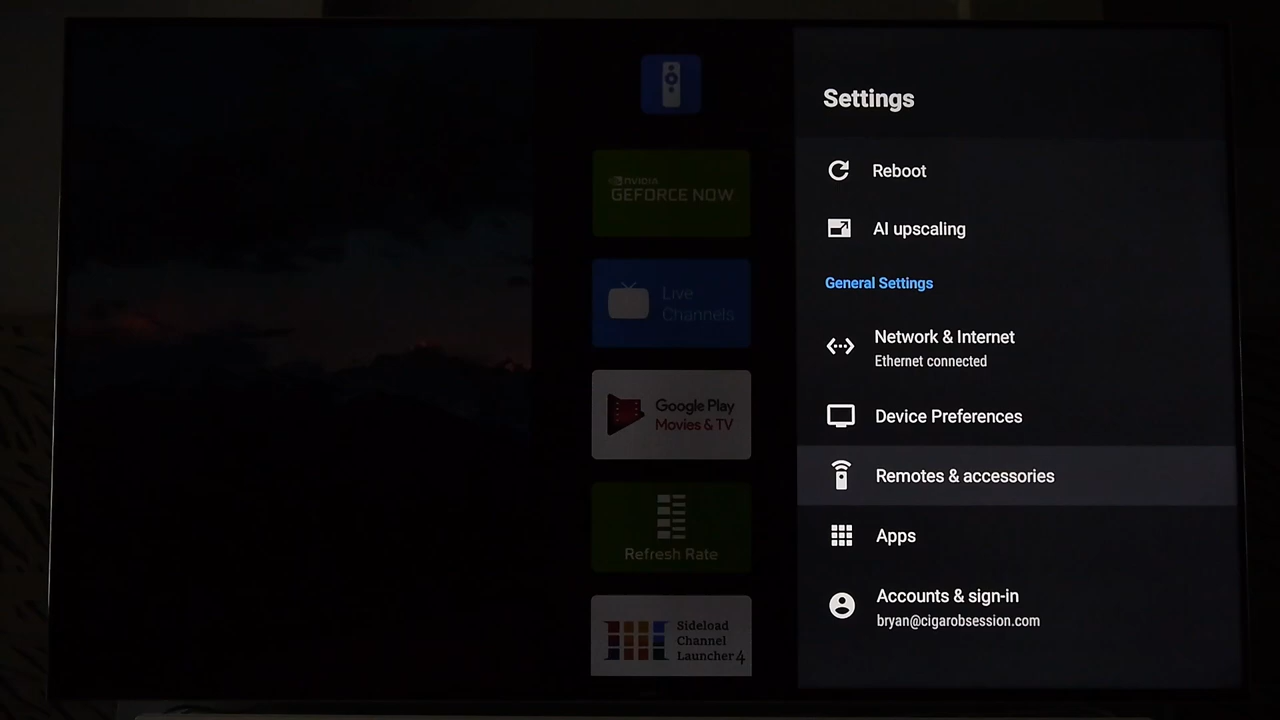 NVIDIA
GEFORCE NOW
Live
Channels
Google Play
Movies & TV
Refresh Rate
Sideload
Channel
Launcher 4
Settings
Reboot
AI upscaling
General Settings
Network & Internet
Ethernet connected
Device Preferences
Remotes & accessories
Apps
Accounts & sign-in
bryan@cigarobsession.com